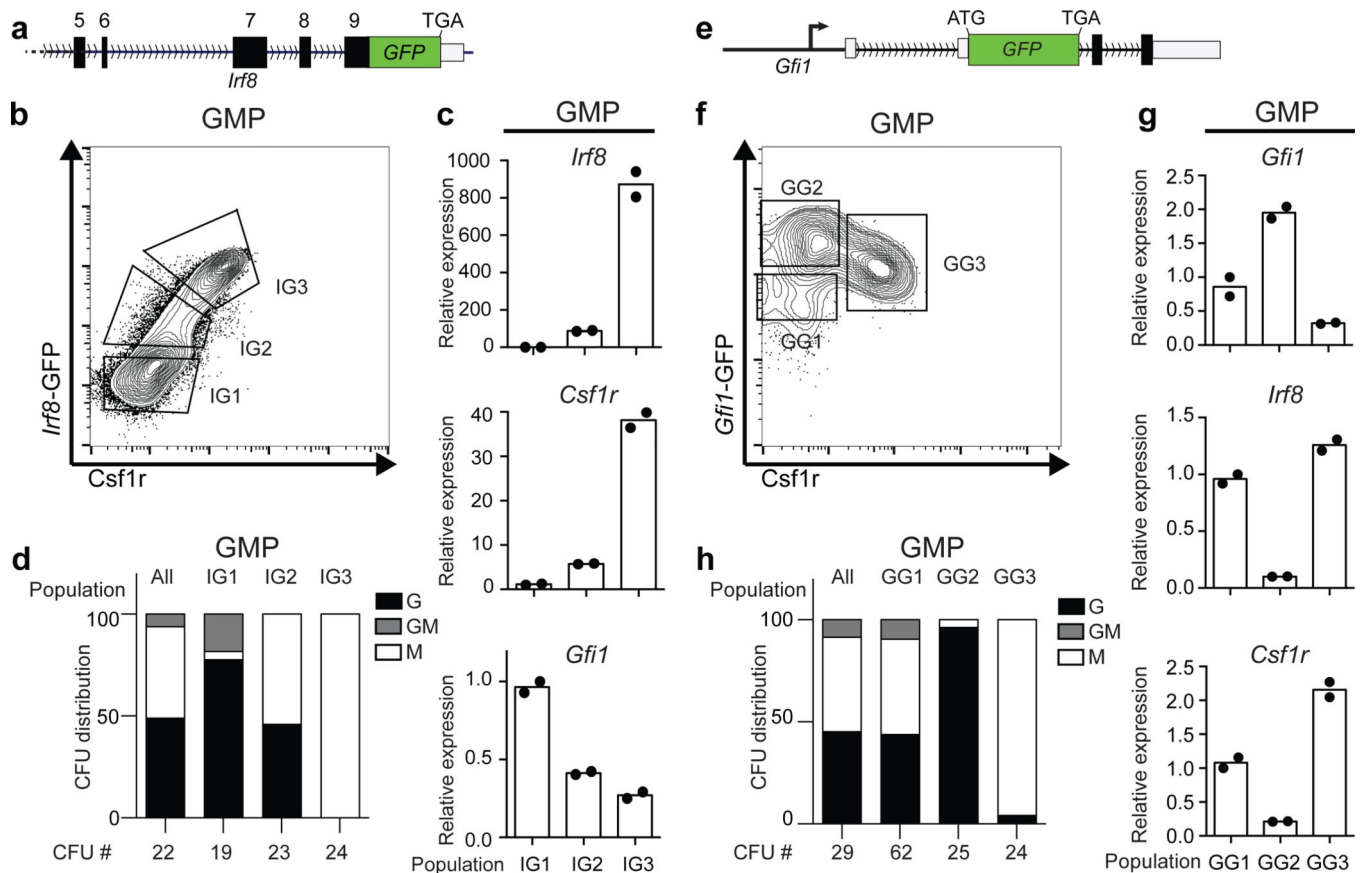 a
5 6 7 8 9 TGA
GFP
Irf8
b
GMP
Irf8-GFP
IG3
IG2
IG1
Csf1r
c
GMP
Irf8
Relative expression
1000
800
600
400
200
0
Csf1r
Relative expression
40
30
20
10
0
Gfi1
Relative expression
1.0
0.5
0.0
Population IG1 IG2 IG3
d
GMP
Population All IG1 IG2 IG3
CFU distribution
100
50
0
G
GM
M
CFU # 22 19 23 24
e
ATG TGA
GFP
Gfi1
f
GMP
Gfi1-GFP
GG2
GG3
GG1
Csf1r
g
GMP
Gfi1
Relative expression
2.5
2.0
1.5
1.0
0.5
0.0
Irf8
Relative expression
1.5
1.0
0.5
0.0
Csf1r
Relative expression
2.5
2.0
1.5
1.0
0.5
0.0
Population GG1 GG2 GG3
h
GMP
Population All GG1 GG2 GG3
CFU distribution
100
50
0
G
GM
M
CFU # 29 62 25 24